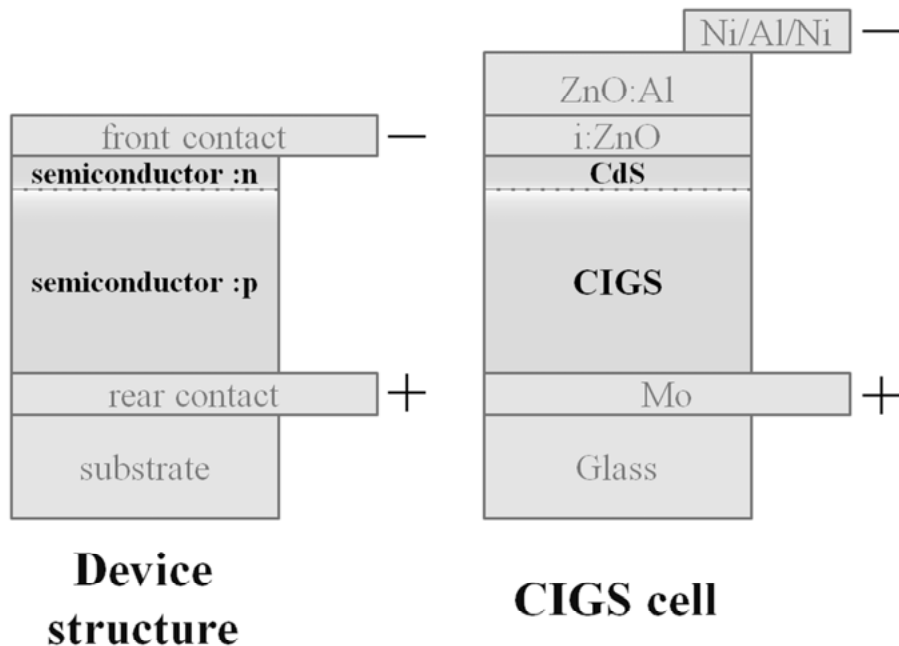 front contact
−
semiconductor :n
semiconductor :p
rear contact
+
substrate
Device
structure
Ni/Al/Ni
−
ZnO:Al
i:ZnO
CdS
CIGS
Mo
+
Glass
CIGS cell